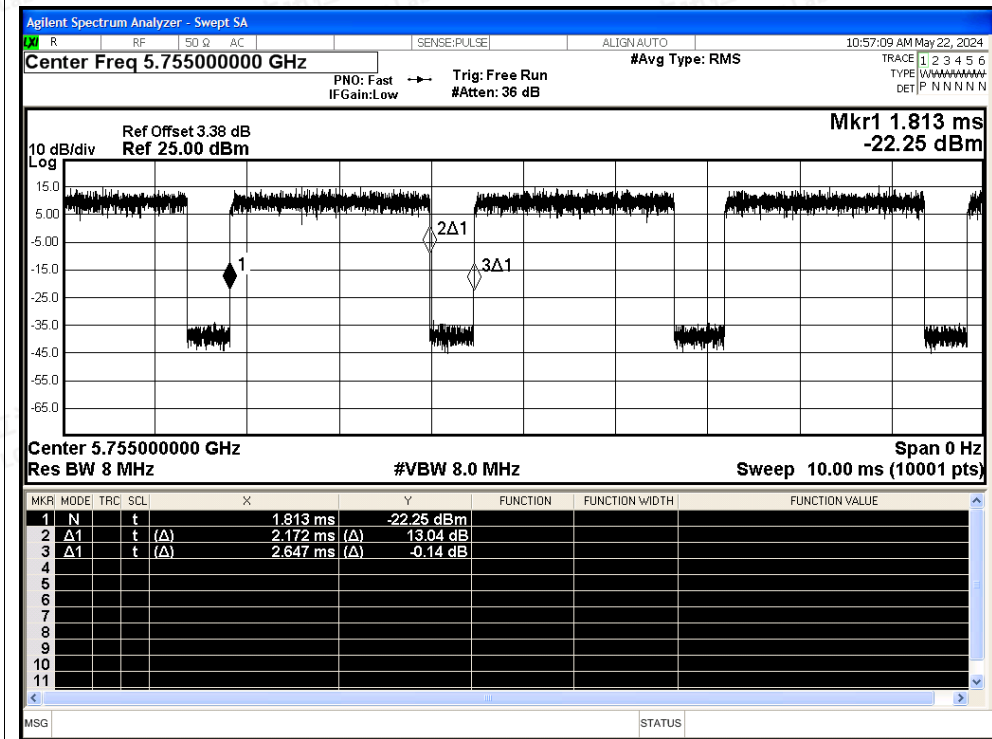 Agilent Spectrum Analyzer - Swept SA
LXI R RF 50 Ω AC SENSE:PULSE ALIGN AUTO 10:57:09 AM May 22, 2024
Center Freq 5.755000000 GHz #Avg Type: RMS TRACE 1 2 3 4 5 6
PNO: Fast Trig: Free Run TYPE WWWWWW
IFGain:Low #Atten: 36 dB DET P N N N N N
Mkr1 1.813 ms
Ref Offset 3.38 dB
10 dB/div Ref 25.00 dBm -22.25 dBm
Log
15.0
5.00
2Δ1
-5.00
1
3Δ1
-15.0
-25.0
-35.0
-45.0
-55.0
-65.0
Center 5.755000000 GHz Span 0 Hz
Res BW 8 MHz #VBW 8.0 MHz Sweep 10.00 ms (10001 pts)
MKR MODE TRC SCL X Y FUNCTION FUNCTION WIDTH FUNCTION VALUE
1 N t 1.813 ms -22.25 dBm
2 Δ1 t (Δ) 2.172 ms (Δ) 13.04 dB
3 Δ1 t (Δ) 2.647 ms (Δ) -0.14 dB
4
5
6
7
8
9
10
11
MSG STATUS